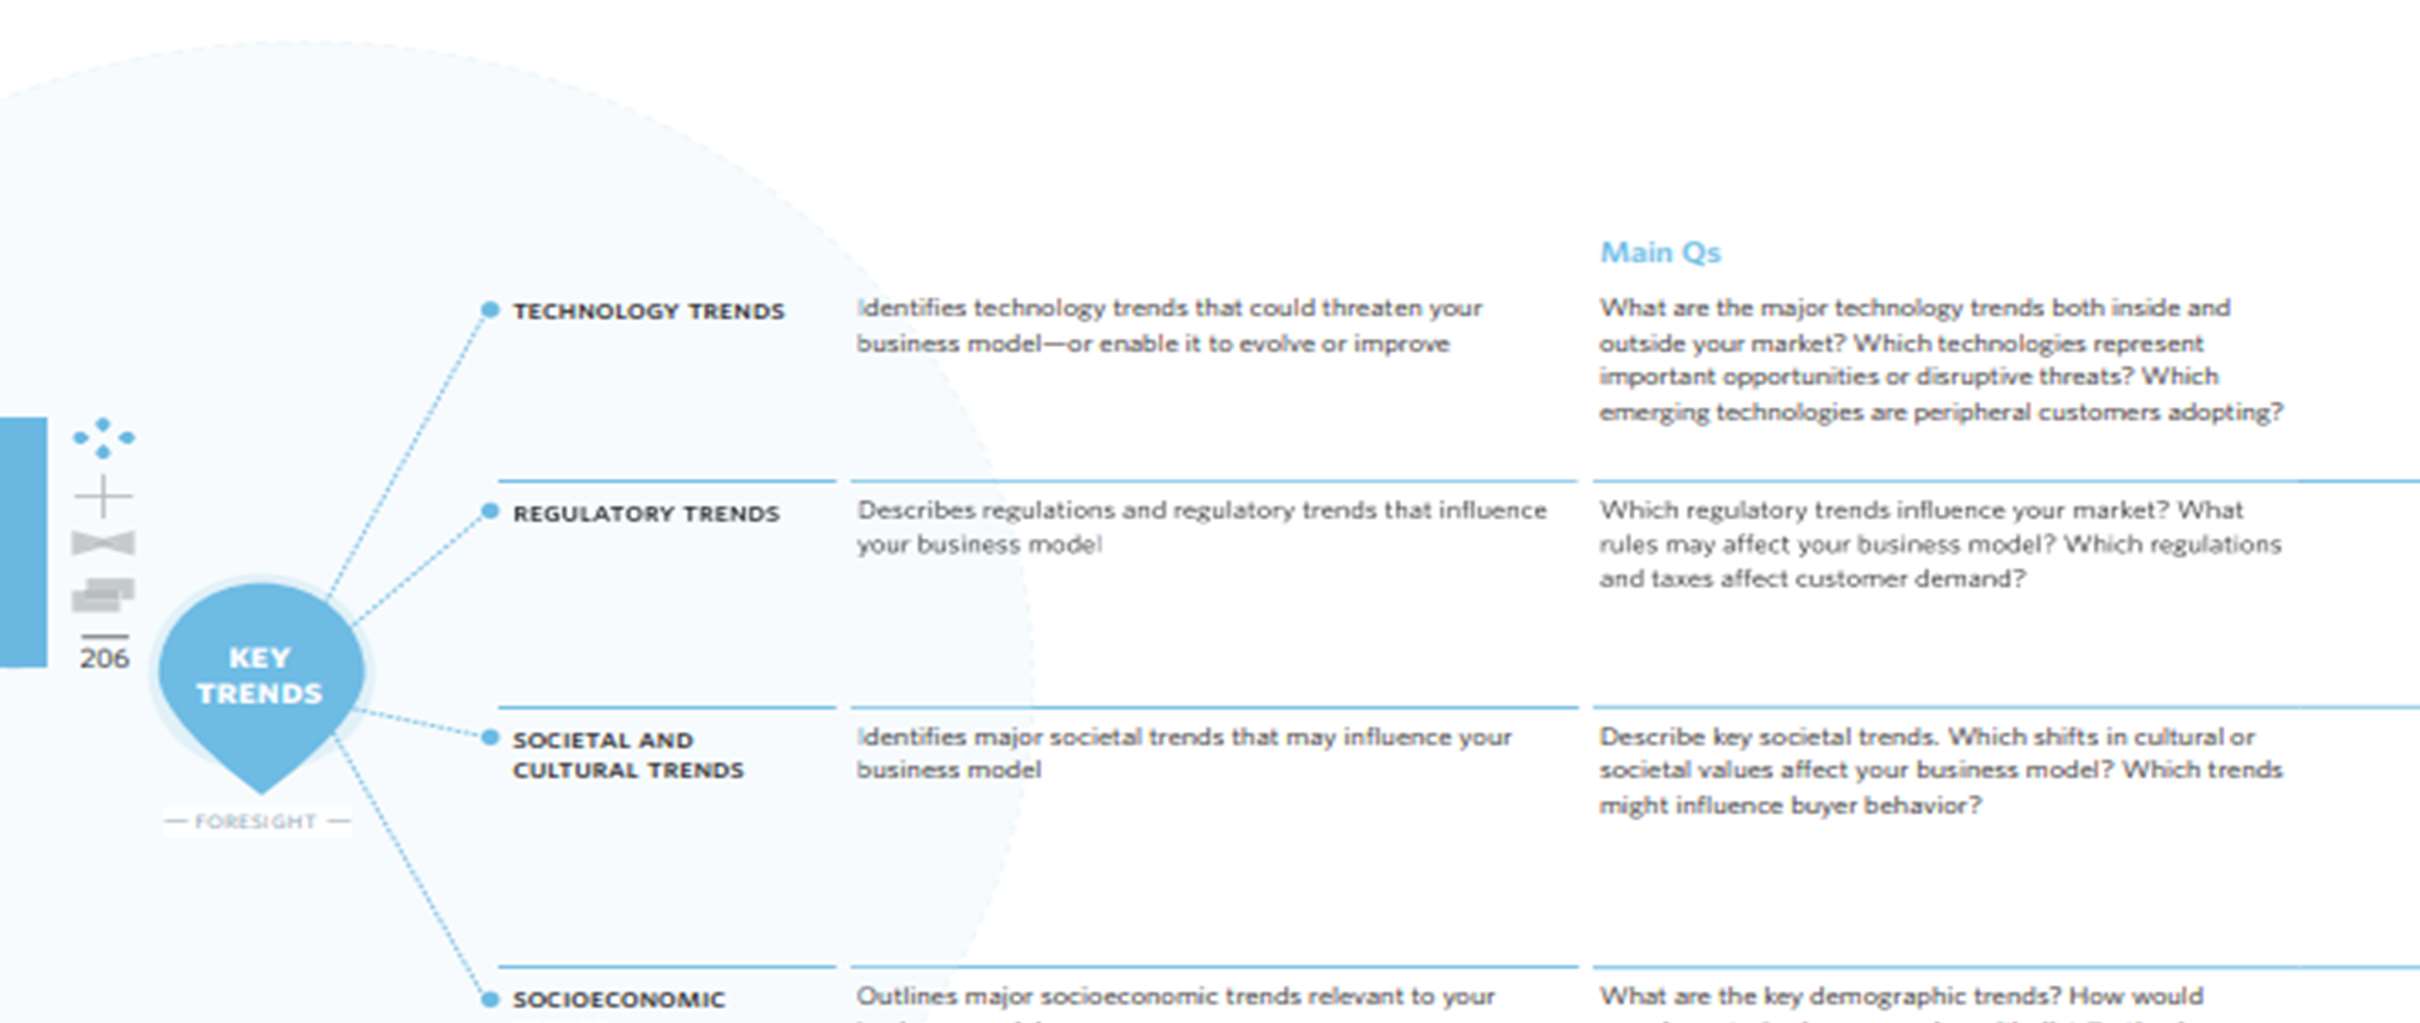 Main Qs
TECHNOLOGY TRENDS
Identifies technology trends that could threaten your
business model—or enable it to evolve or improve
What are the major technology trends both inside and
outside your market? Which technologies represent
important opportunities or disruptive threats? Which
emerging technologies are peripheral customers adopting?
REGULATORY TRENDS
Describes regulations and regulatory trends that influence
your business model
Which regulatory trends influence your market? What
rules may affect your business model? Which regulations
and taxes affect customer demand?
206
KEY
TRENDS
FORESIGHT
SOCIETAL AND
CULTURAL TRENDS
Identifies major societal trends that may influence your
business model
Describe key societal trends. Which shifts in cultural or
societal values affect your business model? Which trends
might influence buyer behavior?
SOCIOECONOMIC
Outlines major socioeconomic trends relevant to your
What are the key demographic trends? How would